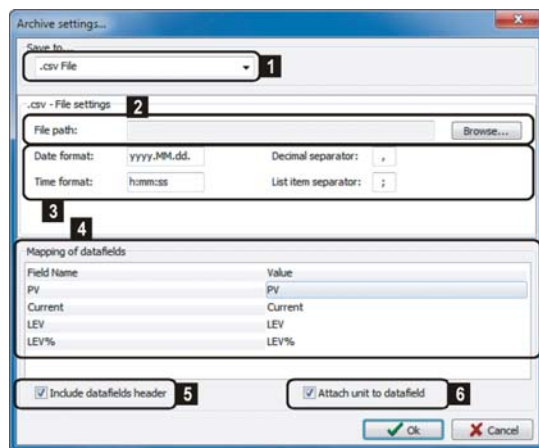 Archive settings...
Save to...
.csv File
1
.csv - File settings
2
File path:
Browse...
Date format: yyyy.MM.dd. Decimal separator: ,
Time format: h:mm:ss List item separator: ;
3
4
Mapping of datafields
Field Name Value
PV PV
Current Current
LEV LEV
LEV% LEV%
Include datafields header 5 Attach unit to datafield 6
Ok Cancel